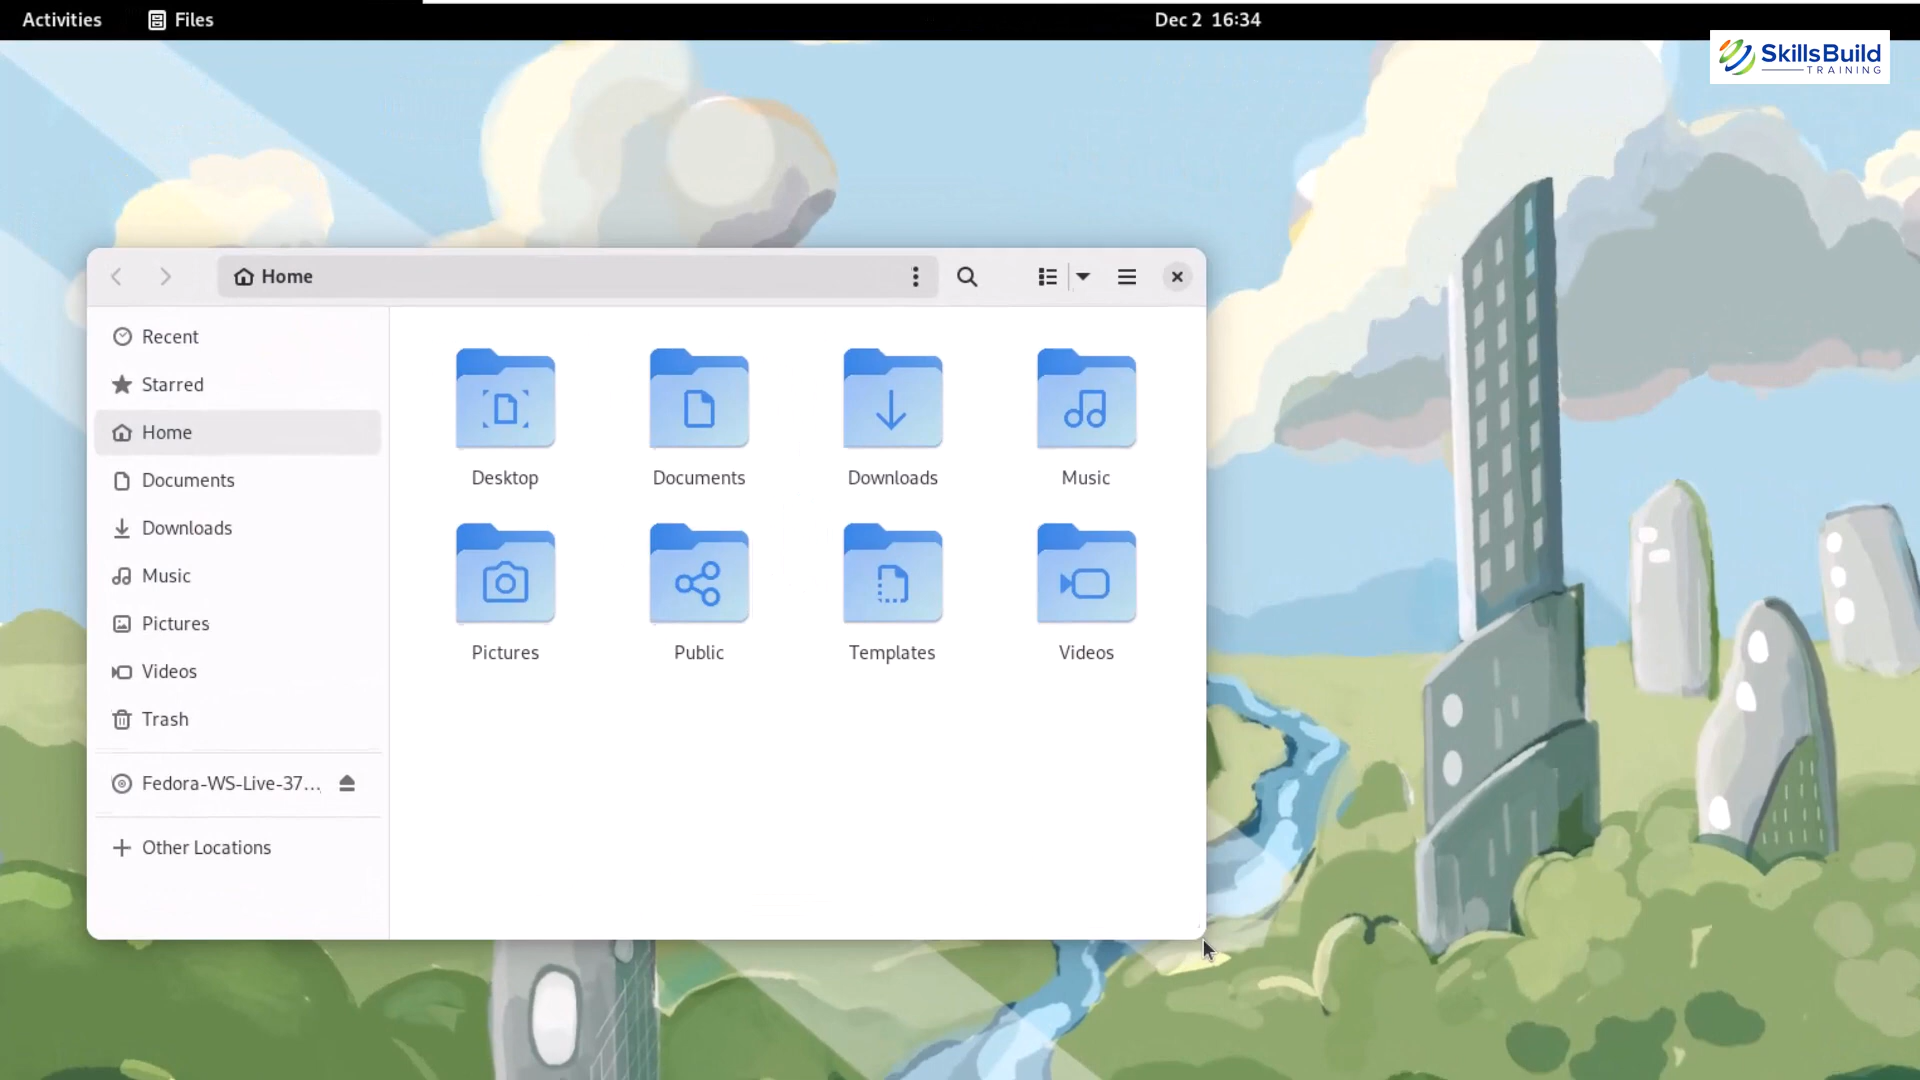 Activities
Files
Dec 2 16:34
SkillsBuild
TRAINING
Home
Recent
Starred
Home
Documents
Downloads
Music
Pictures
Videos
Trash
Fedora-WS-Live-37...
Other Locations
Desktop
Documents
Downloads
Music
Pictures
Public
Templates
Videos